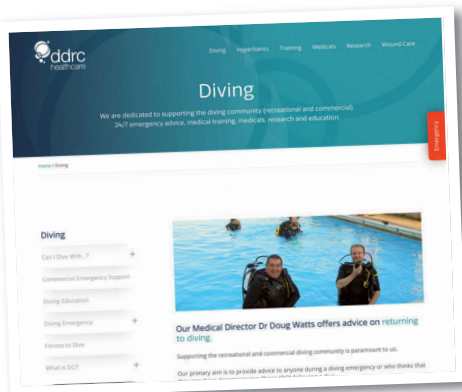 ddrc
healthcare
Diving Hyperbarics Training Medicals Research Wound Care
Diving
We are dedicated to supporting the diving community (recreational and commercial)
24/7 emergency advice, medical training, medicals, research and education.
Emergency
Home / Diving
Diving
Can I Dive With..? +
Commercial Emergency Support
Diving Education
Diving Emergency +
Fitness to Dive
What is DCI? +
Our Medical Director Dr Doug Watts offers advice on returning
to diving.
Supporting the recreational and commercial diving community is paramount to us.
Our primary aim is to provide advice to anyone during a diving emergency or who thinks that